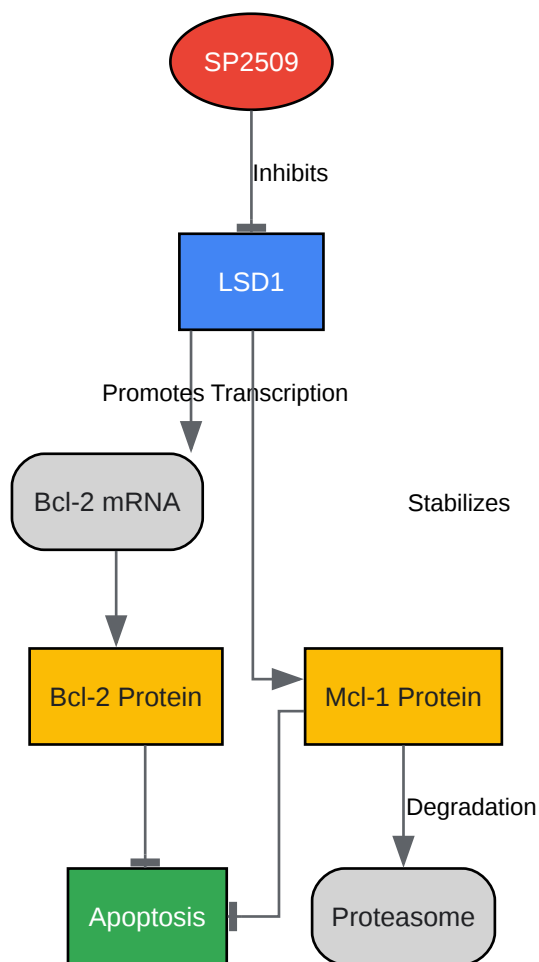 SP2509
Inhibits
LSD1
Promotes Transcription
Bcl-2 mRNA
Stabilizes
Bcl-2 Protein
Mcl-1 Protein
Degradation
Apoptosis
Proteasome